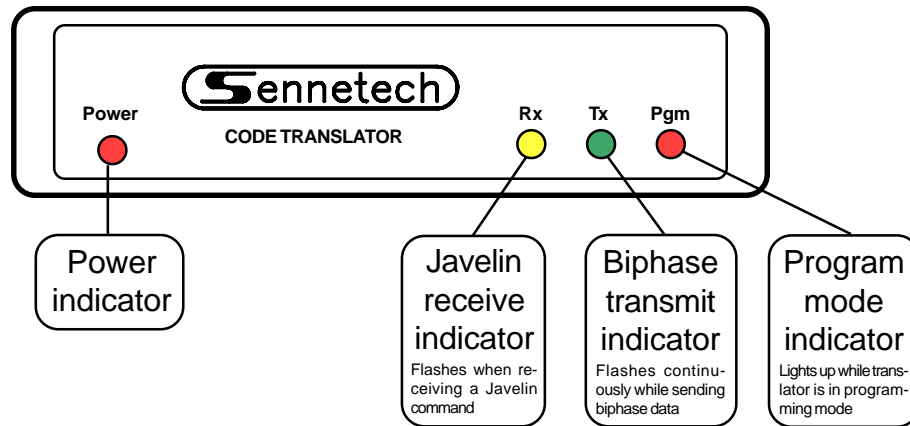 Sennetech
Power
CODE TRANSLATOR
Rx Tx Pgm
Power
indicator
Javelin
receive
indicator
Flashes when re-
ceiving a Javelin
command
Biphase
transmit
indicator
Flashes continu-
ously while sending
biphase data
Program
mode
indicator
Lights up while trans-
lator is in program-
ming mode